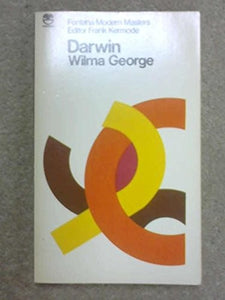 Fontana Modern Masters
Editor Frank Kermode
Darwin
Wilma George